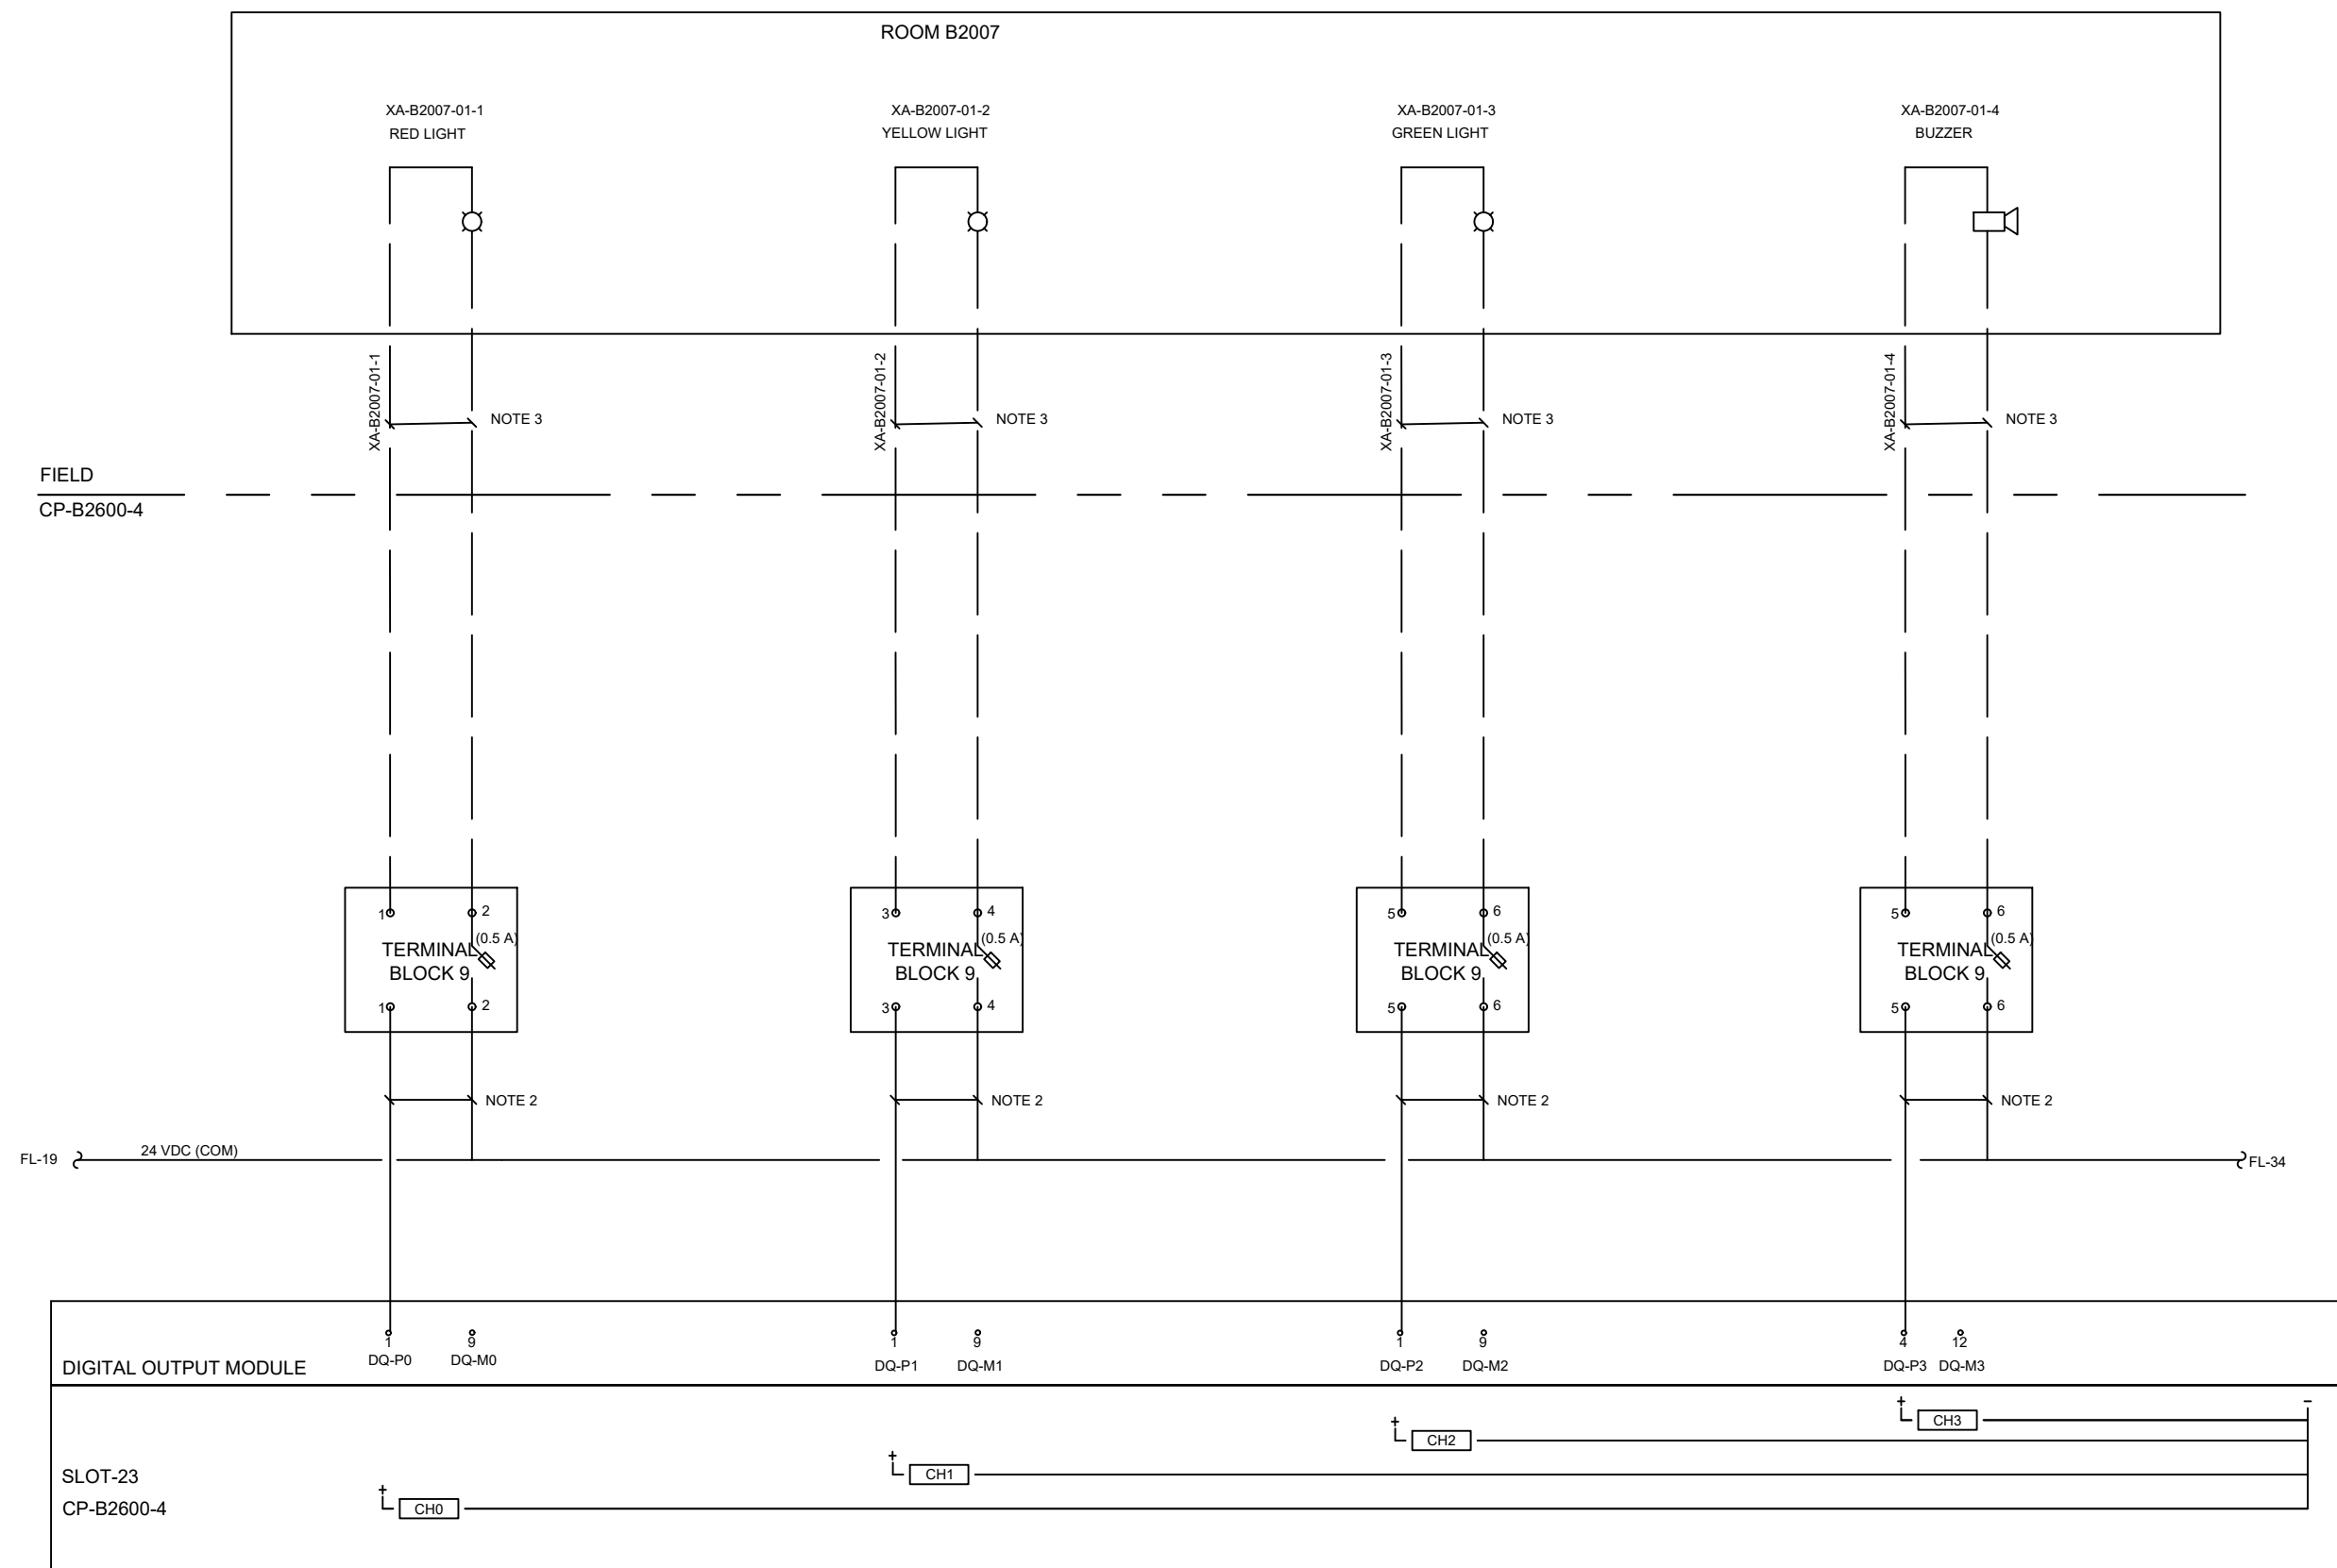 ROOM B2007
XA-B2007-01-1
RED LIGHT
XA-B2007-01-2
YELLOW LIGHT
XA-B2007-01-3
GREEN LIGHT
XA-B2007-01-4
BUZZER
XA-B2007-01-1
NOTE 3
XA-B2007-01-2
NOTE 3
XA-B2007-01-3
NOTE 3
XA-B2007-01-4
NOTE 3
FIELD
CP-B2600-4
1 2
(0.5 A)
TERMINAL
BLOCK 9
1 2
3 4
(0.5 A)
TERMINAL
BLOCK 9
3 4
5 6
(0.5 A)
TERMINAL
BLOCK 9
5 6
5 6
(0.5 A)
TERMINAL
BLOCK 9
5 6
NOTE 2
NOTE 2
NOTE 2
NOTE 2
FL-19
24 VDC (COM)
FL-34
DIGITAL OUTPUT MODULE
1 9
DQ-P0 DQ-M0
1 9
DQ-P1 DQ-M1
1 9
DQ-P2 DQ-M2
4 12
DQ-P3 DQ-M3
+ CH3 -
+ CH2
+ CH1
+ CH0
SLOT-23
CP-B2600-4